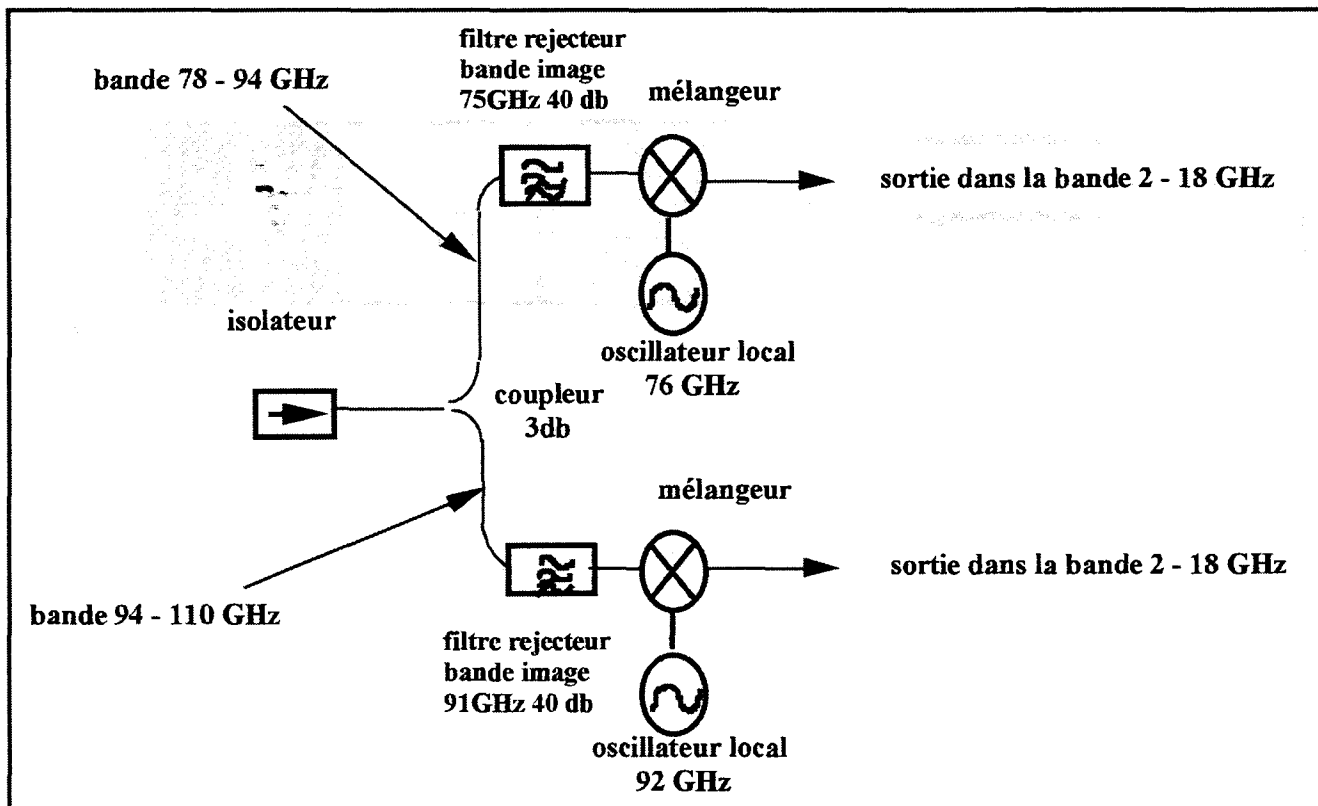 filtre rejecteur
bande image
75GHz 40 db
bande 78 - 94 GHz
mélangeur
sortie dans la bande 2 - 18 GHz
isolateur
oscillateur local
76 GHz
coupleur
3db
mélangeur
sortie dans la bande 2 - 18 GHz
bande 94 - 110 GHz
filtre rejecteur
bande image
91GHz 40 db
oscillateur local
92 GHz